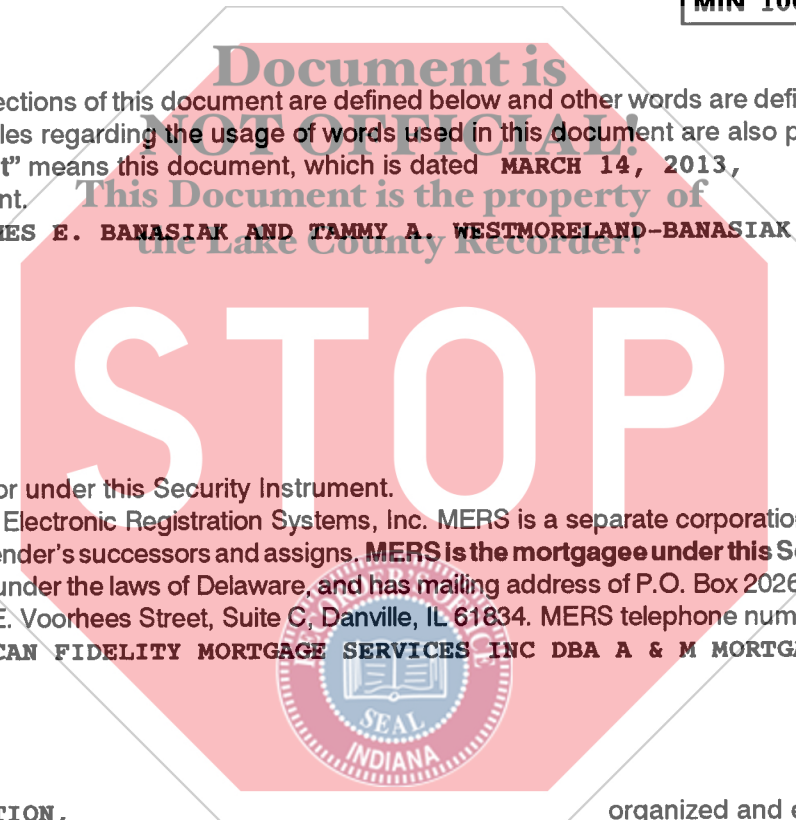 MIN 100
Document is
ections of this document are defined below and other words are defi
NOT OFFICIAL!
les regarding the usage of words used in this document are also p
t” means this document, which is dated MARCH 14, 2013,
This Document is the property of
nt.
MES E. BANASIAK AND TAMMY A. WESTMORELAND-BANASIAK
the Lake County Recorder!
STOP
or under this Security Instrument.
Electronic Registration Systems, Inc. MERS is a separate corporatio
ender's successors and assigns. MERS is the mortgagee under this S
under the laws of Delaware, and has mailing address of P.O. Box 2026
E. Voorhees Street, Suite C, Danville, IL 61834. MERS telephone num
CAN FIDELITY MORTGAGE SERVICES INC DBA A & M MORTGA
SEAL
INDIANA
TION,
organized and e